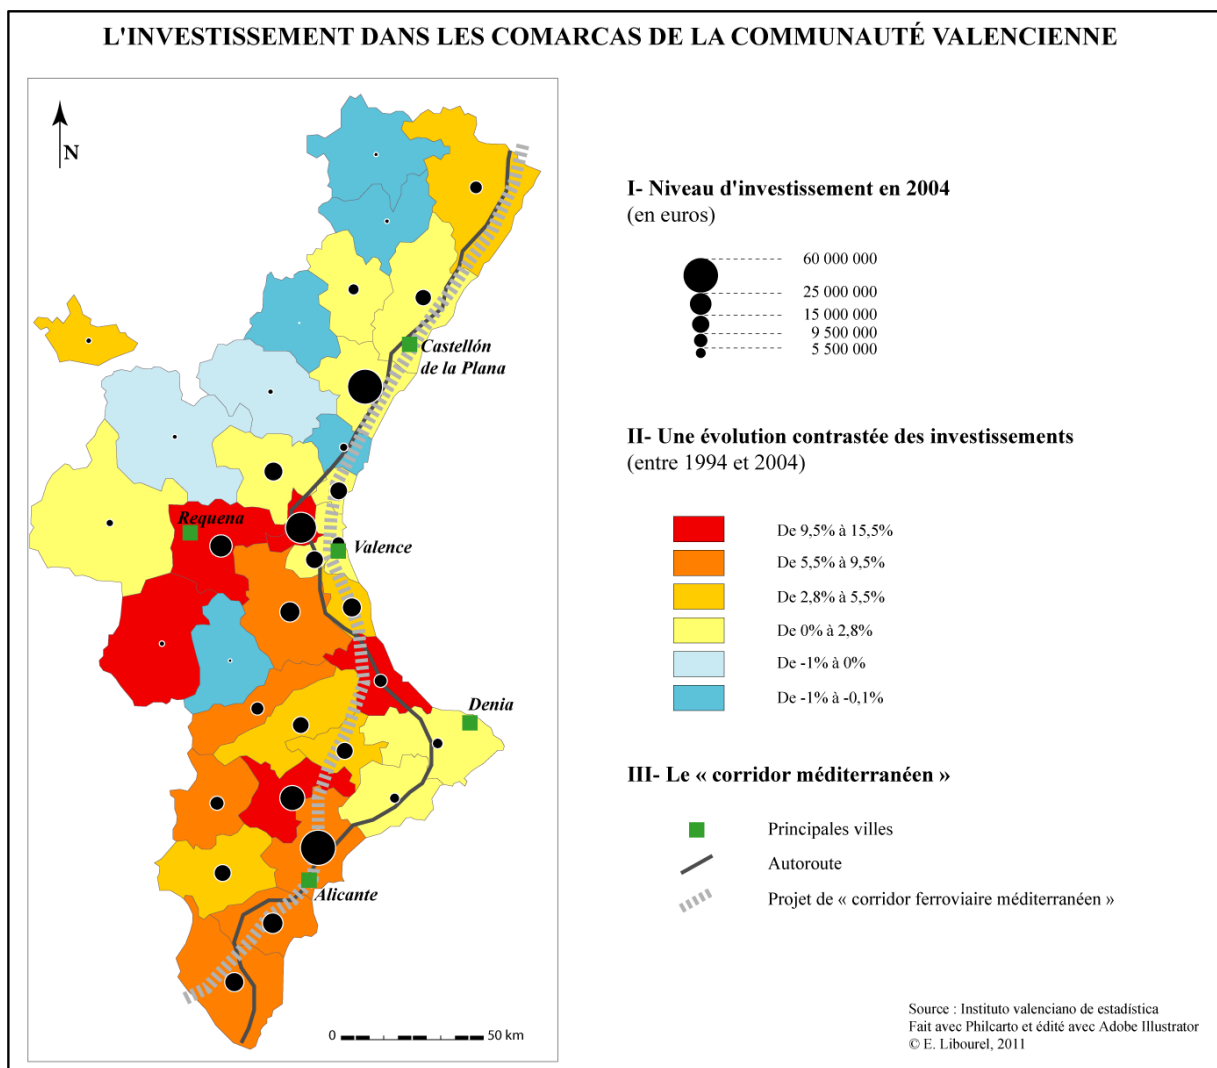 L'INVESTISSEMENT DANS LES COMARCAS DE LA COMMUNAUTÉ VALENCIENNE
N
Castellón
de la Plana
Requena
Valence
Denia
Alicante
0 50 km
I- Niveau d'investissement en 2004
(en euros)
60 000 000
25 000 000
15 000 000
9 500 000
5 500 000
II- Une évolution contrastée des investissements
(entre 1994 et 2004)
De 9,5% à 15,5%
De 5,5% à 9,5%
De 2,8% à 5,5%
De 0% à 2,8%
De -1% à 0%
De -1% à -0,1%
III- Le « corridor méditerranéen »
Principales villes
Autoroute
Projet de « corridor ferroviaire méditerranéen »
Source : Instituto valenciano de estadística
Fait avec Philcarto et édité avec Adobe Illustrator
© E. Libourel, 2011